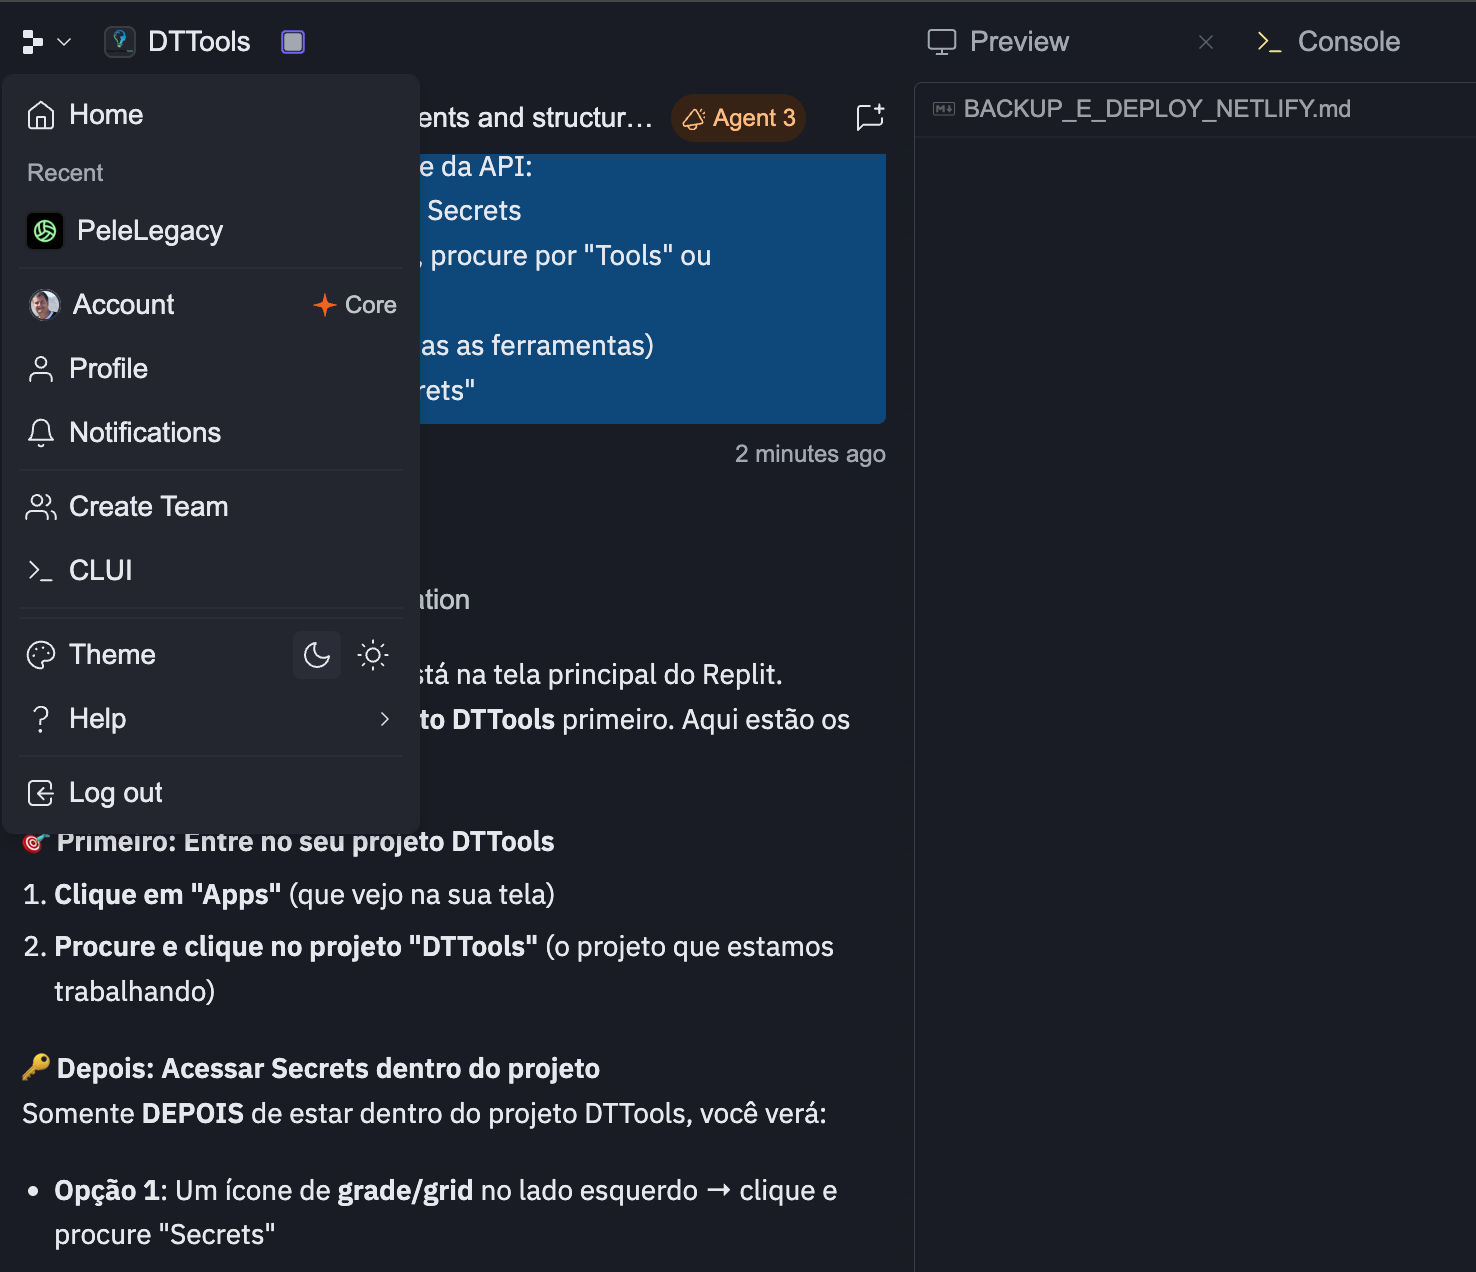 DTTools
Preview
Console
Home
Recent
PeleLegacy
Account
Core
Profile
Notifications
Create Team
CLUI
Theme
Help
Log out
ents and structur...
Agent 3
e da API:
Secrets
, procure por "Tools" ou
as as ferramentas)
rets"
2 minutes ago
ation
stá na tela principal do Replit.
to DTTools primeiro. Aqui estão os
🎯 Primeiro: Entre no seu projeto DTTools
1. Clique em "Apps" (que vejo na sua tela)
2. Procure e clique no projeto "DTTools" (o projeto que estamos
trabalhando)
🔑 Depois: Acessar Secrets dentro do projeto
Somente DEPOIS de estar dentro do projeto DTTools, você verá:
• Opção 1: Um ícone de grade/grid no lado esquerdo → clique e
procure "Secrets"
BACKUP_E_DEPLOY_NETLIFY.md